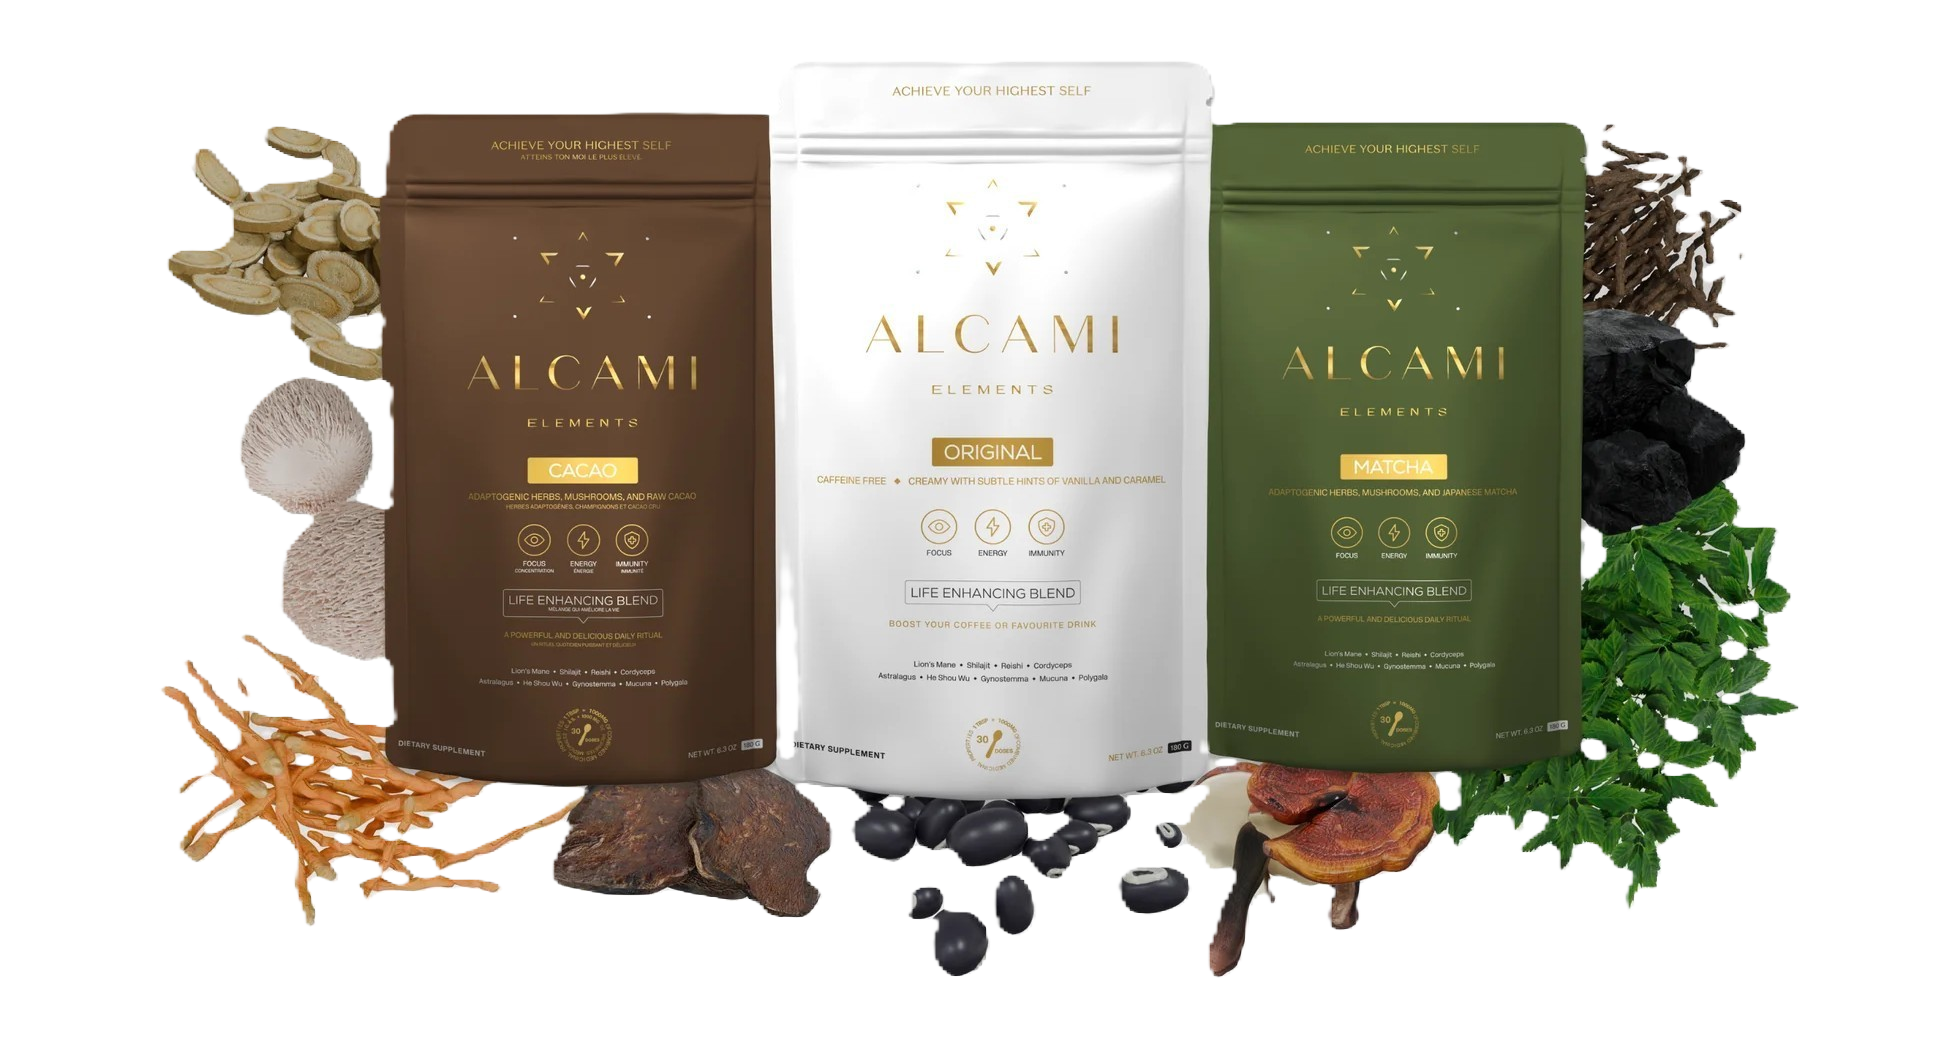 ACHIEVE YOUR HIGHEST SELF
ATTEINS TON MOI LE PLUS ÉLEVÉ.
ALCAMI
ELEMENTS
CACAO
ADAPTOGENIC HERBS, MUSHROOMS, AND RAW CACAO
HERBES ADAPTOGÈNES, CHAMPIGNONS ET CACAO CRU
FOCUS ENERGY IMMUNITY
CONCENTRATION ÉNERGIE IMMUNITÉ
LIFE ENHANCING BLEND
MÉLANGE QUI AMÉLIORE LA VIE
A POWERFUL AND DELICIOUS DAILY RITUAL
UN RITUEL QUOTIDIEN PUISSANT ET DÉLICIEUX
Lion's Mane • Shilajit • Reishi • Cordyceps
Astralagus • He Shou Wu • Gynostemma • Mucuna • Polygala
30 DOSES
DIETARY SUPPLEMENT
NET WT. 6.3 OZ 180 G
ACHIEVE YOUR HIGHEST SELF
ALCAMI
ELEMENTS
ORIGINAL
CAFFEINE FREE ◆ CREAMY WITH SUBTLE HINTS OF VANILLA AND CARAMEL
FOCUS ENERGY IMMUNITY
LIFE ENHANCING BLEND
BOOST YOUR COFFEE OR FAVOURITE DRINK
Lion's Mane • Shilajit • Reishi • Cordyceps
Astralagus • He Shou Wu • Gynostemma • Mucuna • Polygala
30 DOSES
DIETARY SUPPLEMENT
NET WT. 6.3 OZ 180 G
ACHIEVE YOUR HIGHEST SELF
ALCAMI
ELEMENTS
MATCHA
ADAPTOGENIC HERBS, MUSHROOMS, AND JAPANESE MATCHA
FOCUS ENERGY IMMUNITY
LIFE ENHANCING BLEND
A POWERFUL AND DELICIOUS DAILY RITUAL
Lion's Mane • Shilajit • Reishi • Cordyceps
Astralagus • He Shou Wu • Gynostemma • Mucuna • Polygala
30 DOSES
DIETARY SUPPLEMENT
NET WT. 6.3 OZ 180 G